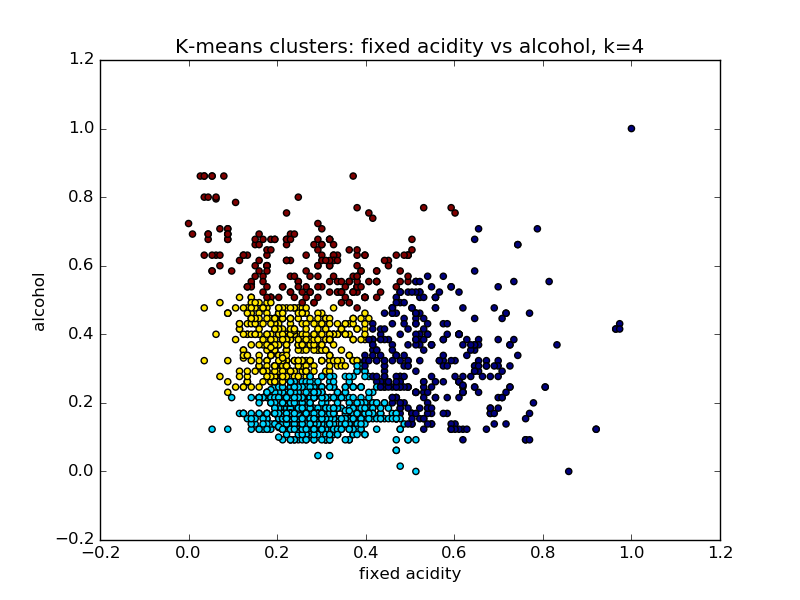 K-means clusters: fixed acidity vs alcohol, k=4
1.2
1.0
0.8
0.6
0.4
0.2
0.0
−0.2
alcohol
−0.2 0.0 0.2 0.4 0.6 0.8 1.0 1.2
fixed acidity